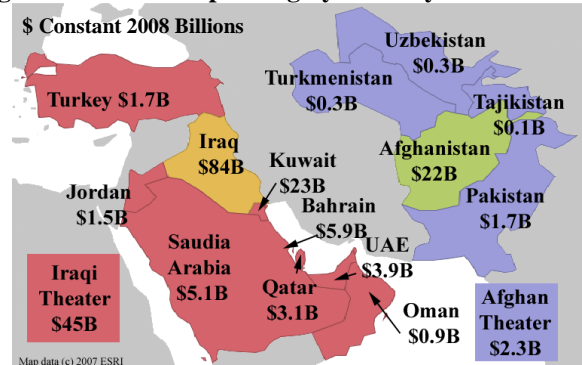 $ Constant 2008 Billions
Uzbekistan
$0.3B
Turkmenistan
$0.3B
Turkey $1.7B
Tajikistan
$0.1B
Iraq
$84B
Afghanistan
$22B
Kuwait
$23B
Pakistan
$1.7B
Jordan
$1.5B
Bahrain
$5.9B
Saudia
Arabia
$5.1B
UAE
$3.9B
Qatar
$3.1B
Iraqi
Theater
$45B
Oman
$0.9B
Afghan
Theater
$2.3B
Map data (c) 2007 ESRI